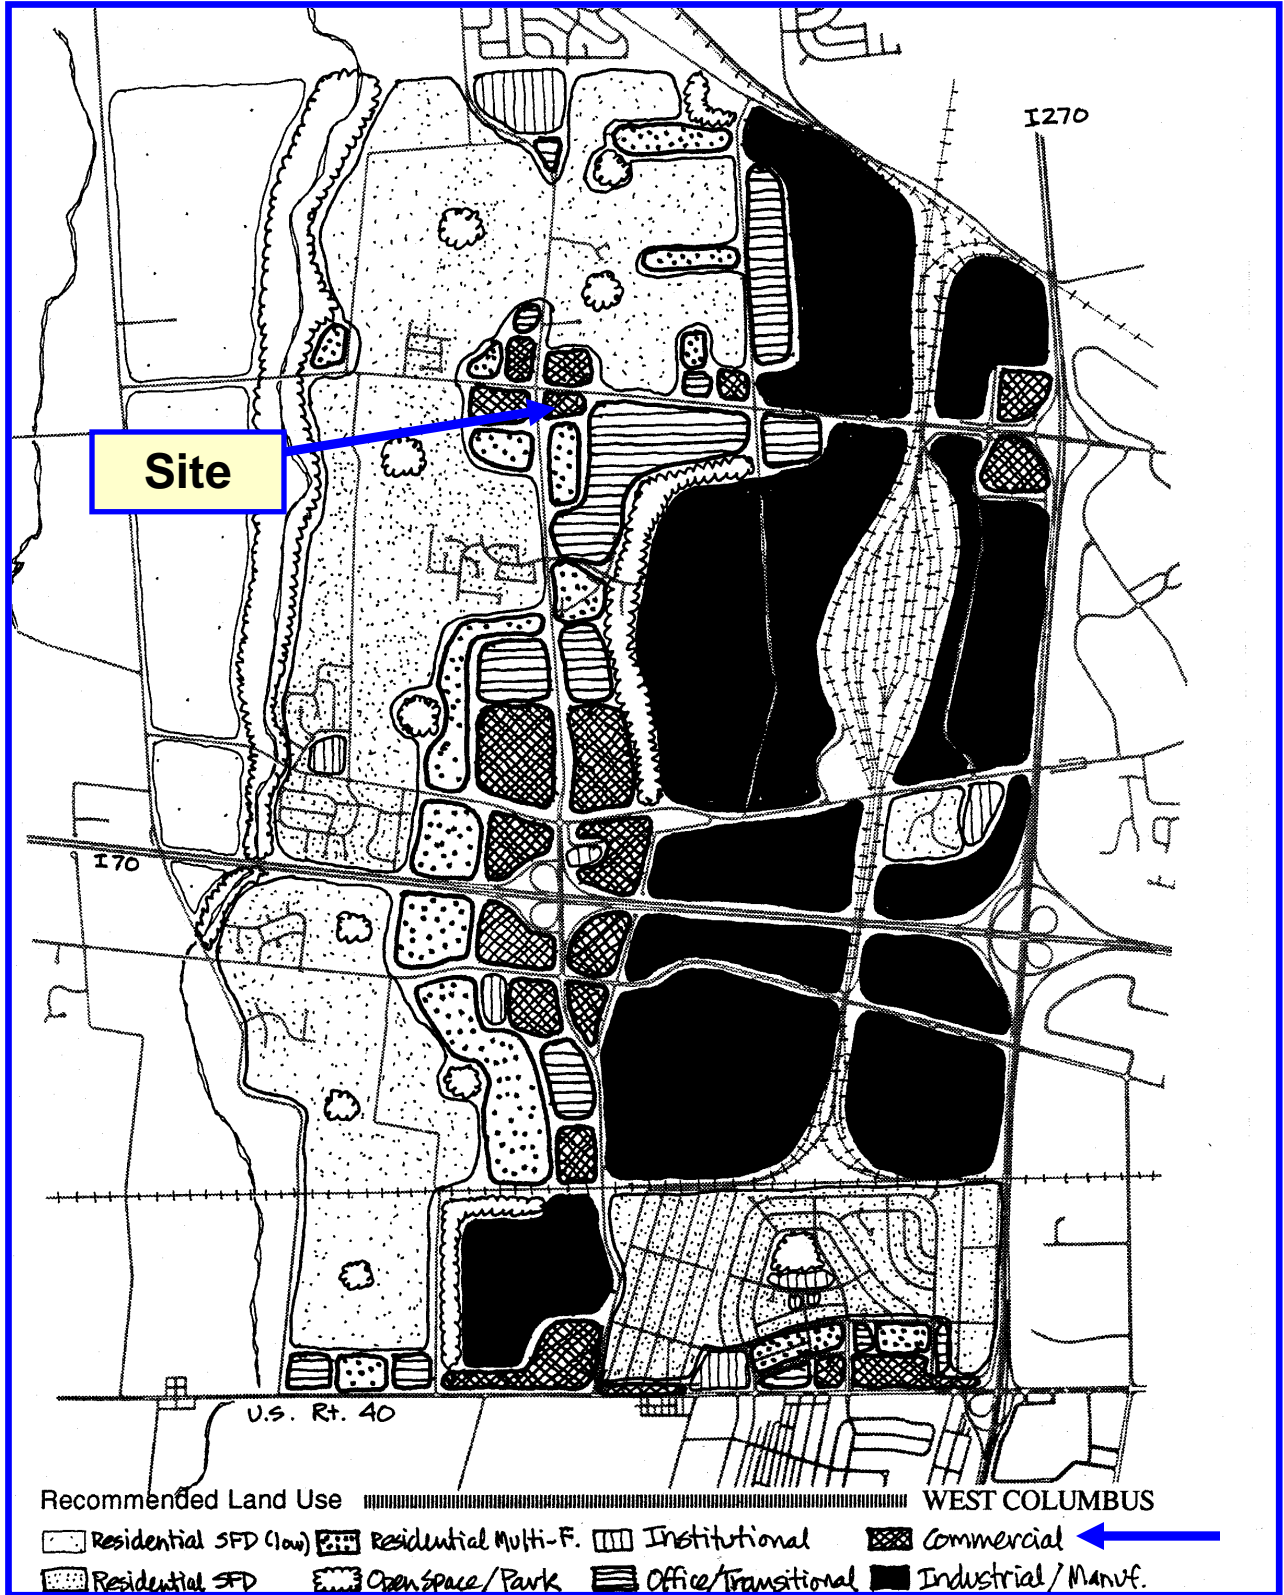 I270
Site
I70
U.S. Rt. 40
Recommended Land Use WEST COLUMBUS
Residential SFD (low) Residential Multi-F. Institutional Commercial
Residential SFD Open Space/Park Office/Transitional Industrial/Manuf.